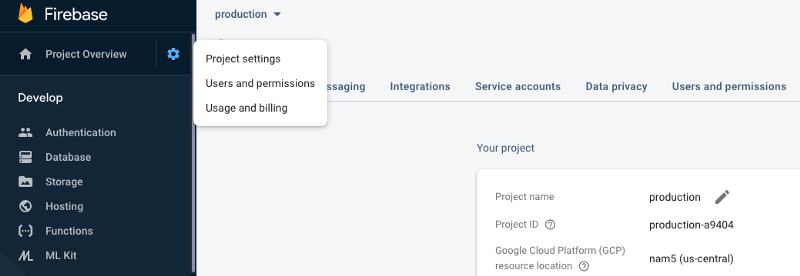 Firebase
production
Project Overview
Project settings
Users and permissions
Usage and billing
ssaging Integrations Service accounts Data privacy Users and permissions
Develop
Authentication
Database
Storage
Hosting
Functions
ML Kit
Your project
Project name production
Project ID production-a9404
Google Cloud Platform (GCP)
resource location nam5 (us-central)